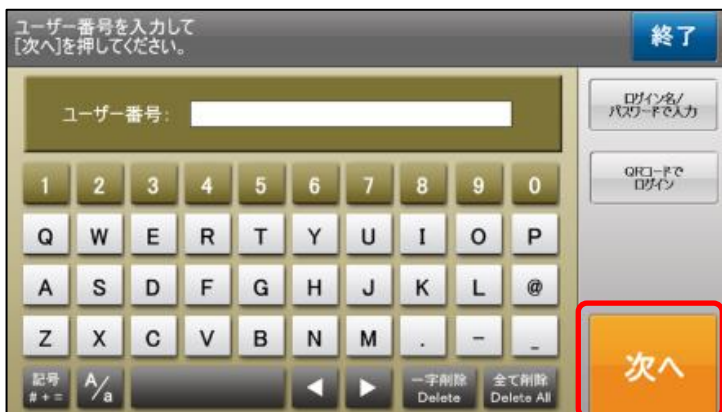 ユーザー番号を入力して
[次へ]を押してください。
終了
ユーザー番号:
ログイン名/
パスワードで入力
QRコードで
ログイン
1 2 3 4 5 6 7 8 9 0
Q W E R T Y U I O P
A S D F G H J K L @
Z X C V B N M . - _
記号
# + =
A/a
◀ ▶
一字削除
Delete
全て削除
Delete All
次へ